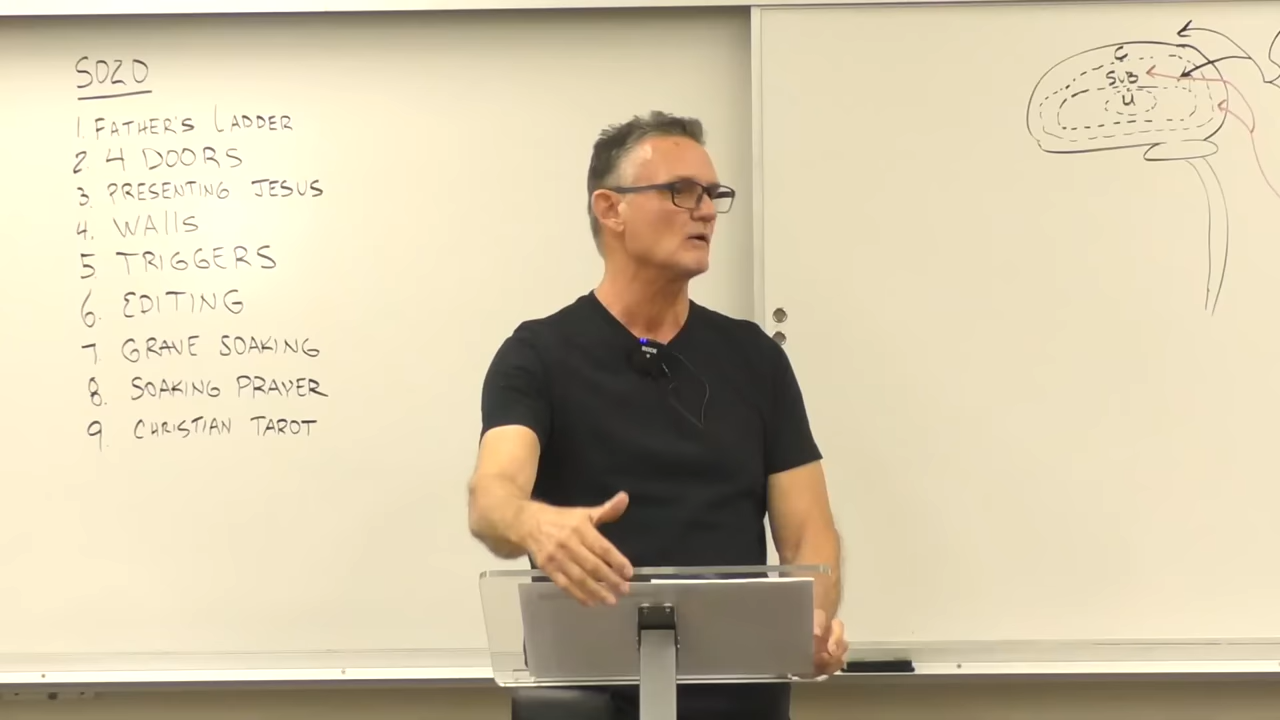 SOZO
1. FATHER'S LADDER
2. 4 DOORS
3. PRESENTING JESUS
4. WAllS
5. TRIGGERS
6. EDITING
7. GRAVE SOAKING
8. SOAKING PRAYER
9. CHRISTIAN TAROT
C
SUB
U